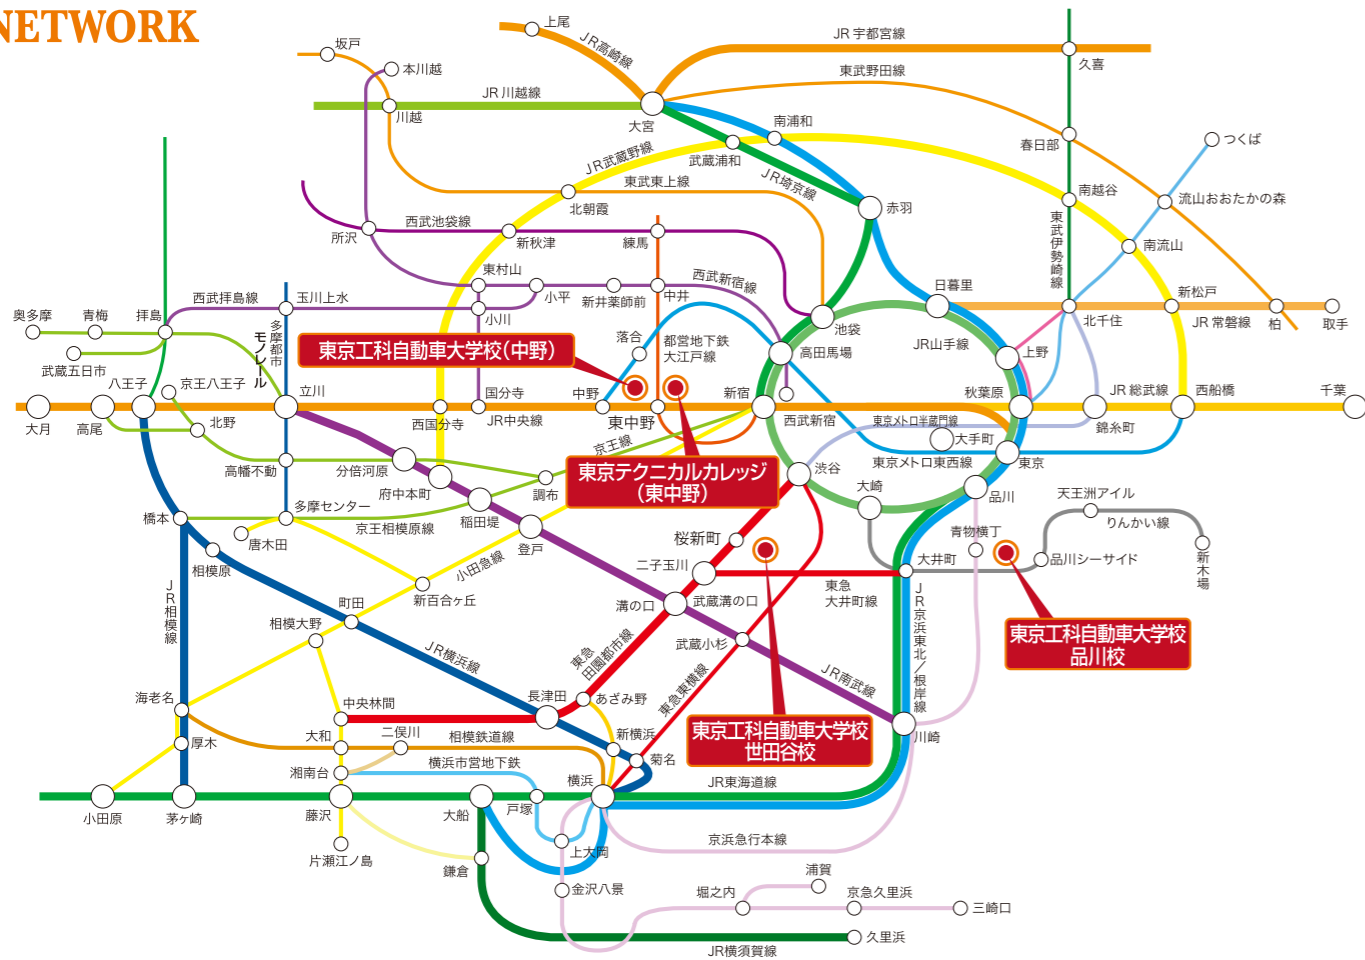 NETWORK
上尾
JR高崎線
JR宇都宮線
久喜
坂戸
本川越
JR川越線
川越
大宮
東武野田線
南浦和
武蔵浦和
JR埼京線
JR武蔵野線
春日部
つくば
東武東上線
北朝霞
赤羽
南越谷
流山おおたかの森
東武伊勢崎線
南流山
所沢
西武池袋線
新秋津
練馬
東村山
小平
新井薬師前
中井
西武新宿線
日暮里
新松戸
JR常磐線
柏
取手
北千住
奥多摩
青梅
拝島
西武拝島線
玉川上水
小川
多摩都市
モノレール
武蔵五日市
東京工科自動車大学校(中野)
落合
都営地下鉄
大江戸線
高田馬場
池袋
JR山手線
上野
八王子
京王八王子
立川
国分寺
中野
新宿
秋葉原
JR総武線
西船橋
千葉
大月
高尾
北野
西国分寺
JR中央線
東中野
西武新宿
東京メトロ半蔵門線
大手町
錦糸町
東京メトロ東西線
東京
高幡不動
分倍河原
京王線
調布
東京テクニカルカレッジ
(東中野)
渋谷
大崎
品川
天王洲アイル
りんかい線
府中本町
稲田堤
多摩センター
京王相模原線
橋本
唐木田
登戸
桜新町
青物横丁
新木場
相模原
小田急線
二子玉川
大井町
品川シーサイド
東急
大井町線
JR相模線
町田
新百合ヶ丘
溝の口
武蔵溝の口
相模大野
武蔵小杉
JR京浜東北/根岸線
東京工科自動車大学校
品川校
JR横浜線
東急
田園都市線
東急東横線
JR南武線
海老名
中央林間
長津田
あざみ野
東京工科自動車大学校
世田谷校
川崎
厚木
大和
二俣川
相模鉄道線
新横浜
湘南台
横浜市営地下鉄
菊名
横浜
JR東海道線
小田原
茅ヶ崎
藤沢
大船
戸塚
京浜急行本線
片瀬江ノ島
鎌倉
上大岡
金沢八景
浦賀
堀之内
京急久里浜
三崎口
久里浜
JR横須賀線